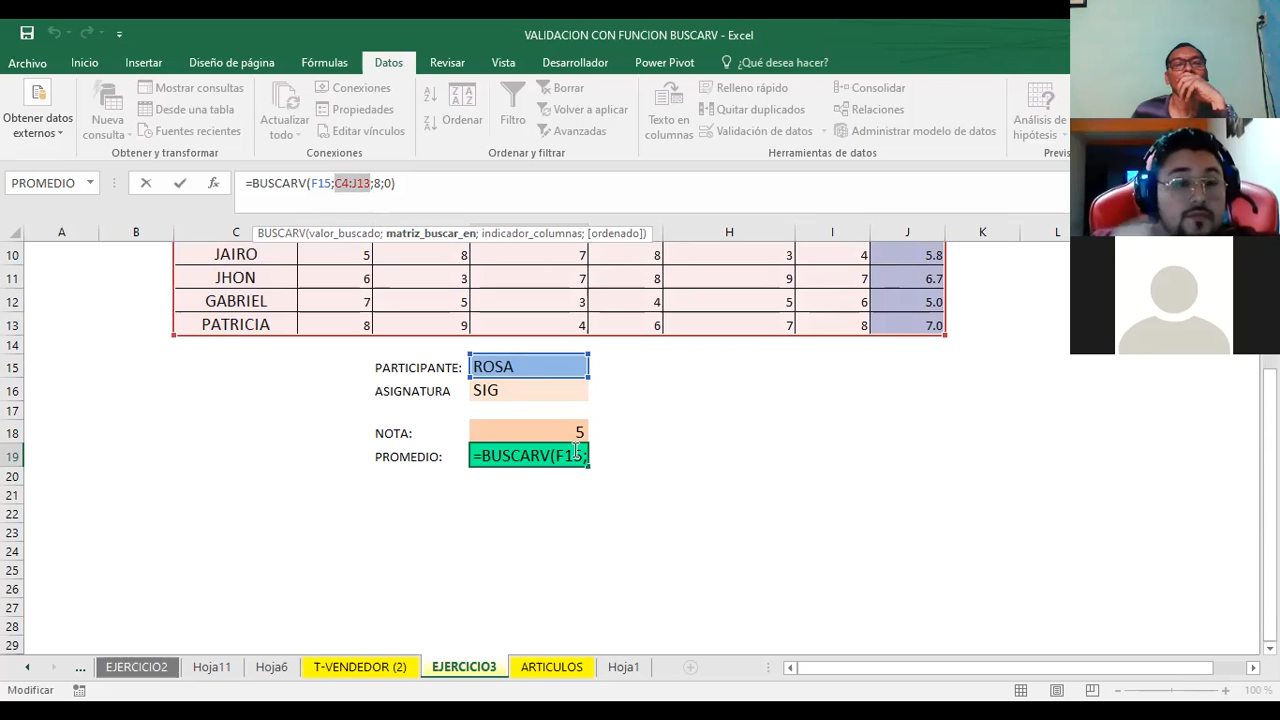 VALIDACION CON FUNCION BUSCARV - Excel
Archivo Inicio Insertar Diseño de página Fórmulas Datos Revisar Vista Desarrollador Power Pivot ¿Qué desea hacer?
Obtener datos externos
Nueva consulta
Mostrar consultas
Desde una tabla
Fuentes recientes
Obtener y transformar
Actualizar todo
Conexiones
Propiedades
Editar vínculos
Conexiones
Ordenar
Filtro
Borrar
Volver a aplicar
Avanzadas
Ordenar y filtrar
Texto en columnas
Relleno rápido
Quitar duplicados
Validación de datos
Consolidar
Relaciones
Administrar modelo de datos
Herramientas de datos
Análisis de hipótesis
Previs
PROMEDIO =BUSCARV(F15;C4:J13;8;0)
BUSCARV(valor_buscado; matriz_buscar_en; indicador_columnas; [ordenado])
A B C H I J K L
10 JAIRO 5 8 7 8 3 4 5.8
11 JHON 6 3 7 8 9 7 6.7
12 GABRIEL 7 5 3 4 5 6 5.0
13 PATRICIA 8 9 4 6 7 8 7.0
14
15 PARTICIPANTE: ROSA
16 ASIGNATURA SIG
17
18 NOTA: 5
19 PROMEDIO: =BUSCARV(F15;
20
21
22
23
24
25
26
27
28
29
... EJERCICIO2 Hoja11 Hoja6 T-VENDEDOR (2) EJERCICIO3 ARTICULOS Hoja1
Modificar 100 %